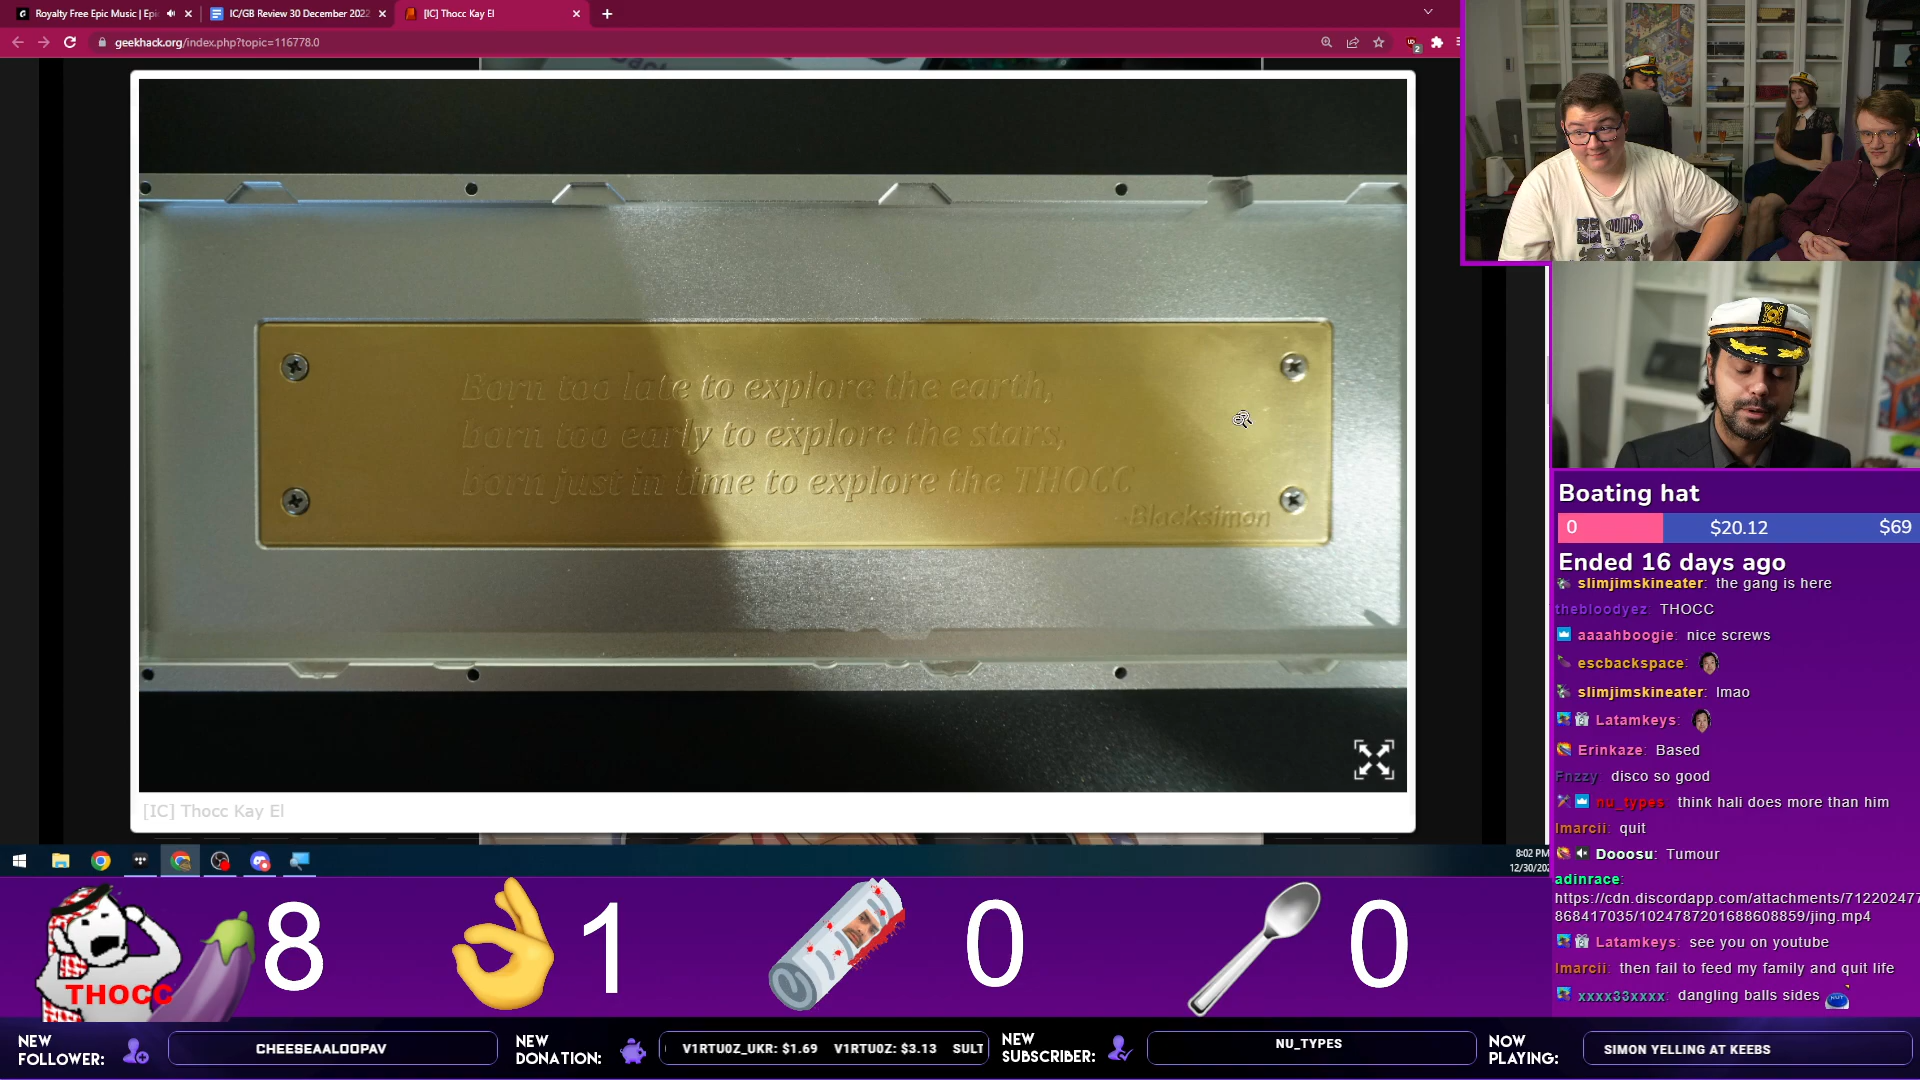 Royalty Free Epic Music | Epi
IC/GB Review 30 December 2022
[IC] Thocc Kay El
geekhack.org/index.php?topic=116778.0
Born too late to explore the earth,
born too early to explore the stars,
born just in time to explore the THOCC
-Blacksimon
[IC] Thocc Kay El
8:02 PM
12/30/202
Boating hat
0 $20.12 $69
Ended 16 days ago
slimjimskineater: the gang is here
thebloodyez: THOCC
aaaahboogie: nice screws
escbackspace:
slimjimskineater: lmao
Latamkeys:
Erinkaze: Based
Fnzzy: disco so good
nu_types: think hali does more than him
lmarcii: quit
Dooosu: Tumour
adinrace:
https://cdn.discordapp.com/attachments/712202477
868417035/1024787201688608859/jing.mp4
Latamkeys: see you on youtube
lmarcii: then fail to feed my family and quit life
xxxx33xxxx: dangling balls sides
THOCC
8
1
0
0
NEW FOLLOWER:
CHEESEAALOOPAV
NEW DONATION:
V1RTU0Z_UKR: $1.69 V1RTU0Z: $3.13 SULT
NEW SUBSCRIBER:
NU_TYPES
NOW PLAYING:
SIMON YELLING AT KEEBS